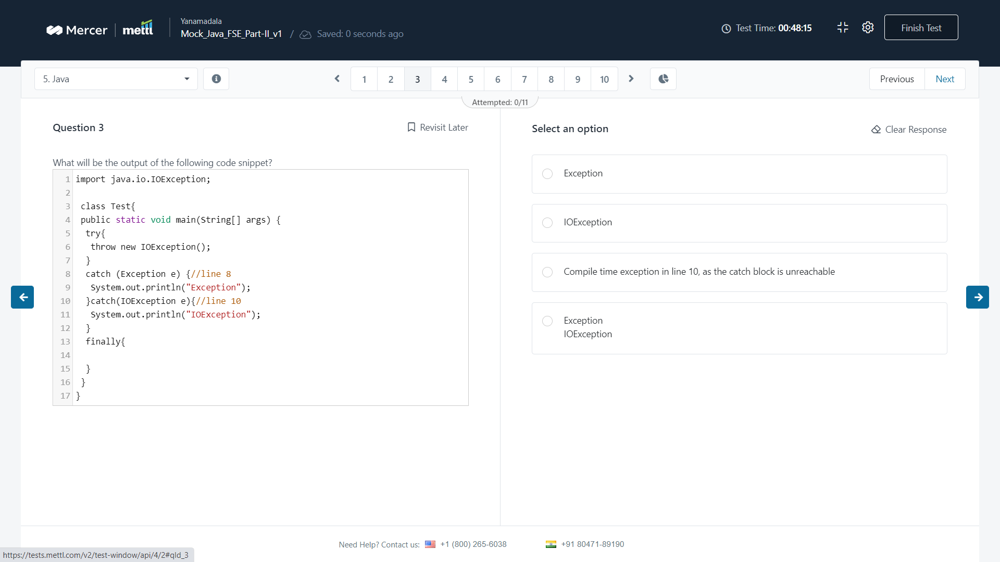 Mercer
mettl
Yanamadala
Mock_Java_FSE_Part-II_v1 / Saved: 0 seconds ago
Test Time: 00:48:15
Finish Test
5. Java
1 2 3 4 5 6 7 8 9 10
Previous
Next
Attempted: 0/11
Question 3
Revisit Later
What will be the output of the following code snippet?
1 import java.io.IOException;
2
3 class Test{
4 public static void main(String[] args) {
5 try{
6 throw new IOException();
7 }
8 catch (Exception e) {//line 8
9 System.out.println("Exception");
10 }catch(IOException e){//line 10
11 System.out.println("IOException");
12 }
13 finally{
14
15 }
16 }
17 }
Select an option
Clear Response
Exception
IOException
Compile time exception in line 10, as the catch block is unreachable
Exception
IOException
Need Help? Contact us: +1 (800) 265-6038 +91 80471-89190
https://tests.mettl.com/v2/test-window/api/4/2#qId_3